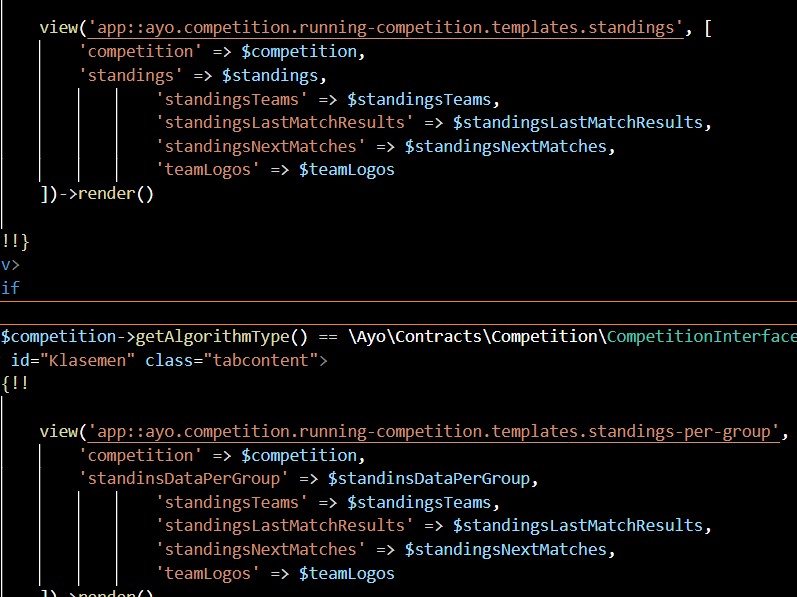 view('app::ayo.competition.running-competition.templates.standings', [
'competition' => $competition,
'standings' => $standings,
'standingsTeams' => $standingsTeams,
'standingsLastMatchResults' => $standingsLastMatchResults,
'standingsNextMatches' => $standingsNextMatches,
'teamLogos' => $teamLogos
])->render()
!!}
v>
if
$competition->getAlgorithmType() == \Ayo\Contracts\Competition\CompetitionInterface
id="Klasemen" class="tabcontent">
{!!
view('app::ayo.competition.running-competition.templates.standings-per-group',
'competition' => $competition,
'standinsDataPerGroup' => $standinsDataPerGroup,
'standingsTeams' => $standingsTeams,
'standingsLastMatchResults' => $standingsLastMatchResults,
'standingsNextMatches' => $standingsNextMatches,
'teamLogos' => $teamLogos
])->render()